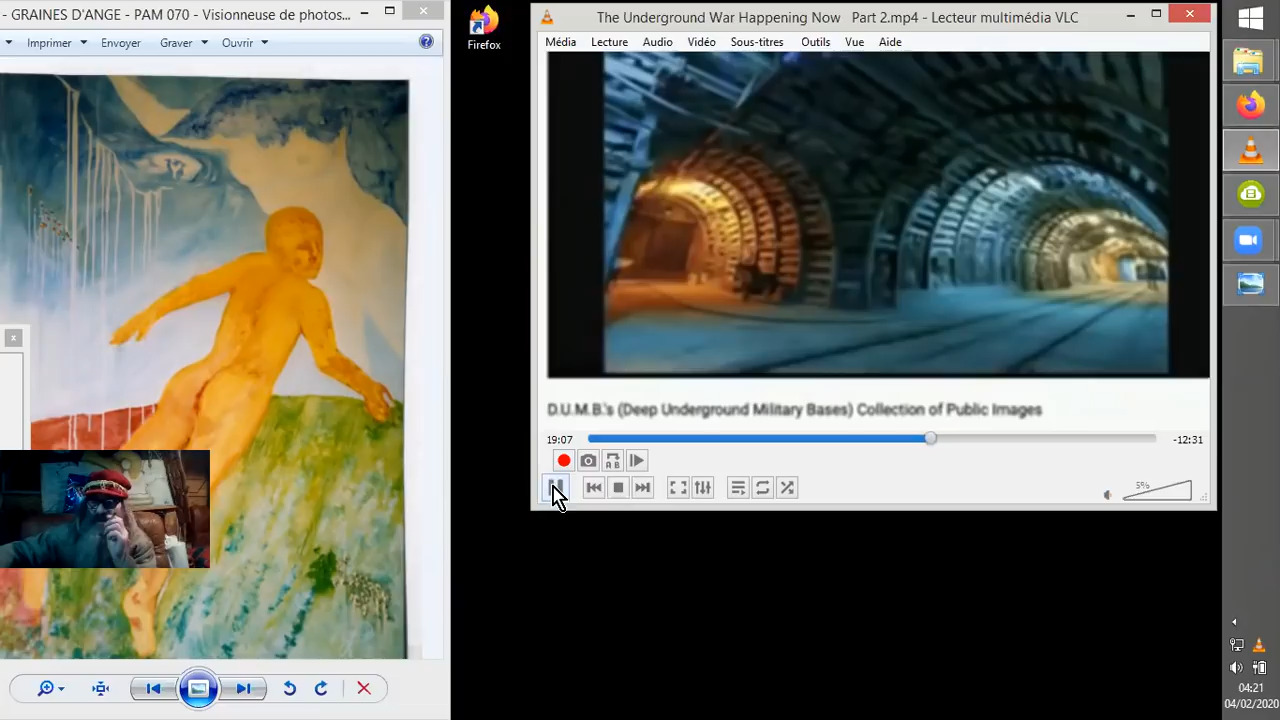 - GRAINES D'ANGE - PAM 070 - Visionneuse de photos...
Imprimer Envoyer Graver Ouvrir
Firefox
The Underground War Happening Now Part 2.mp4 - Lecteur multimédia VLC
Média Lecture Audio Vidéo Sous-titres Outils Vue Aide
D.U.M.B.'s (Deep Underground Military Bases) Collection of Public Images
19:07
-12:31
5%
04:21
04/02/2020